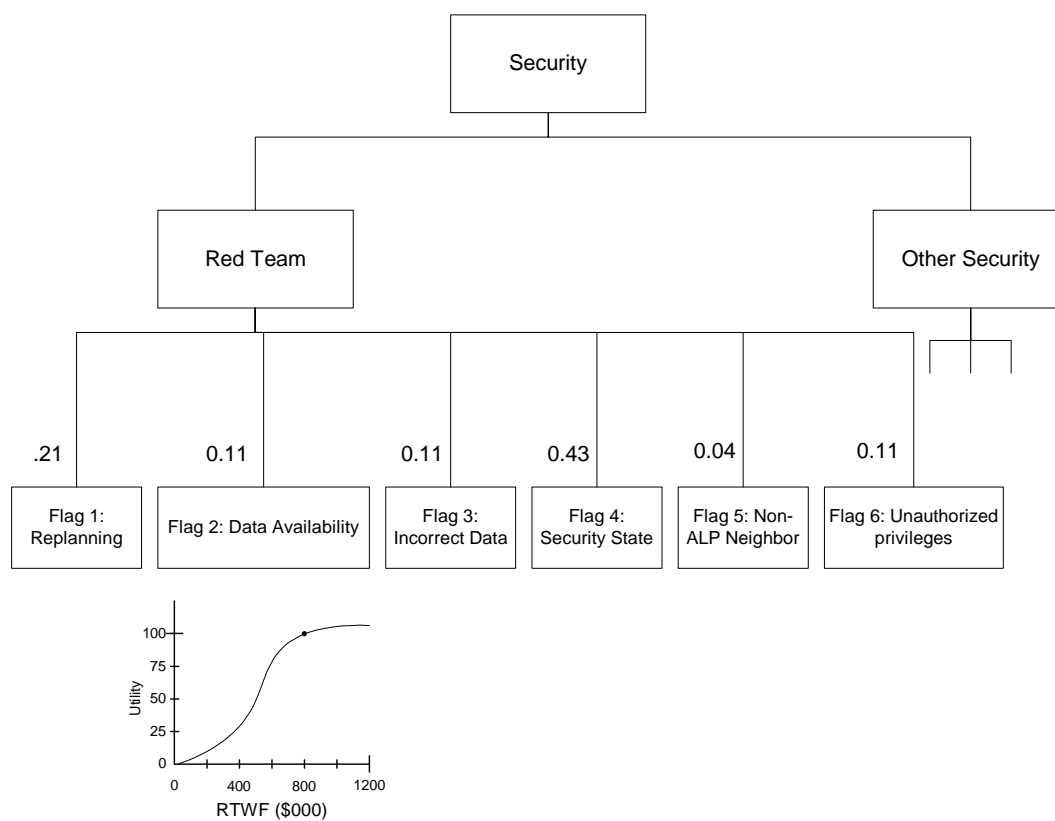 Security
Red Team
Other Security
.21
0.11
0.11
0.43
0.04
0.11
Flag 1:
Replanning
Flag 2: Data Availability
Flag 3:
Incorrect Data
Flag 4:
Security State
Flag 5: Non-
ALP Neighbor
Flag 6: Unauthorized
privileges
Utility
100
75
50
25
0
0
400
800
1200
RTWF ($000)